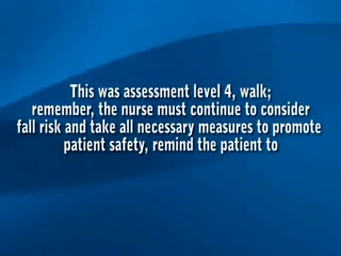 This was assessment level 4, walk;
remember, the nurse must continue to consider
fall risk and take all necessary measures to promote
patient safety, remind the patient to